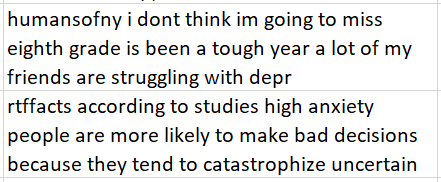 humansofny i dont think im going to miss
eighth grade is been a tough year a lot of my
friends are struggling with depr
rtffacts according to studies high anxiety
people are more likely to make bad decisions
because they tend to catastrophize uncertain